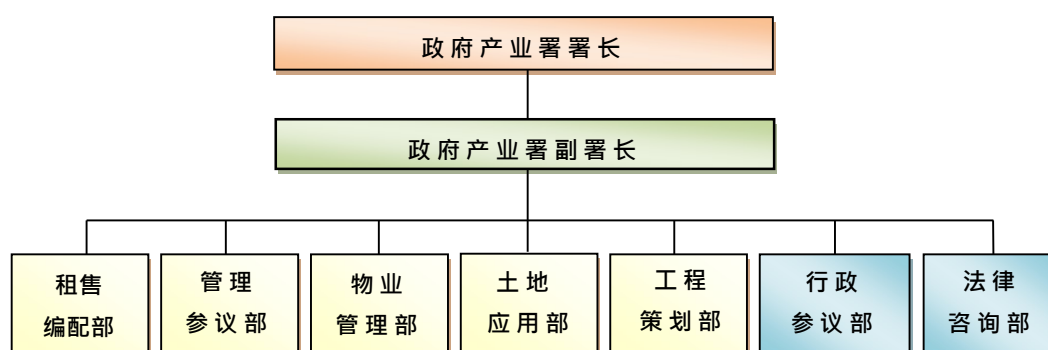 政府产业署署长
政府产业署副署长
租售
编配部
管理
参议部
物业
管理部
土地
应用部
工程
策划部
行政
参议部
法律
咨询部